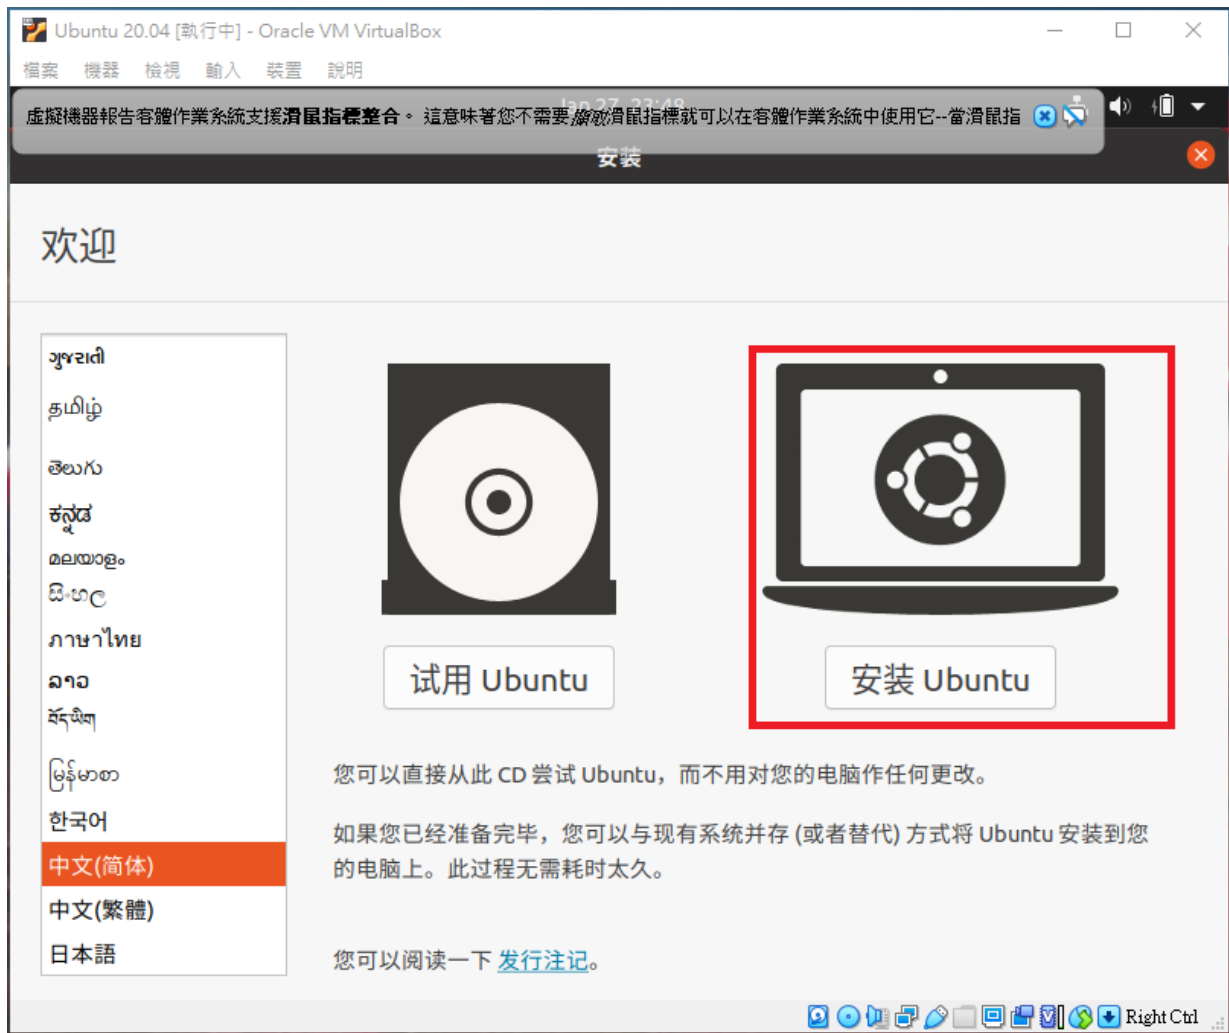 Ubuntu 20.04 [執行中] - Oracle VM VirtualBox
檔案 機器 檢視 輸入 裝置 說明
Jan 27 23:48
虛擬機器報告客體作業系統支援滑鼠指標整合。這意味著您不需要擷取滑鼠指標就可以在客體作業系統中使用它--當滑鼠指
安装
欢迎
ગુજરાતી
தமிழ்
తెలుగు
ಕನ್ನಡ
മലയാളം
සිංහල
ภาษาไทย
ລາວ
བོད་ཡིག
မြန်မာစာ
한국어
中文(简体)
中文(繁體)
日本語
试用 Ubuntu
安装 Ubuntu
您可以直接从此 CD 尝试 Ubuntu，而不用对您的电脑作任何更改。
如果您已经准备完毕，您可以与现有系统并存 (或者替代) 方式将 Ubuntu 安装到您
的电脑上。此过程无需耗时太久。
您可以阅读一下 发行注记。
Right Ctrl